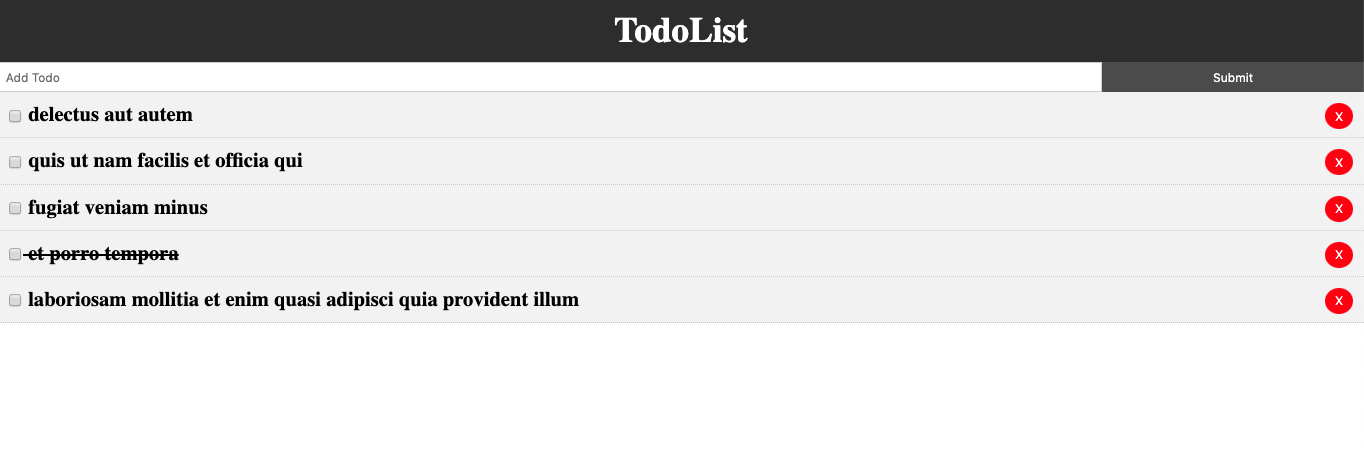 TodoList
Add Todo Submit
delectus aut autem X
quis ut nam facilis et officia qui X
fugiat veniam minus X
et porro tempora X
laboriosam mollitia et enim quasi adipisci quia provident illum X